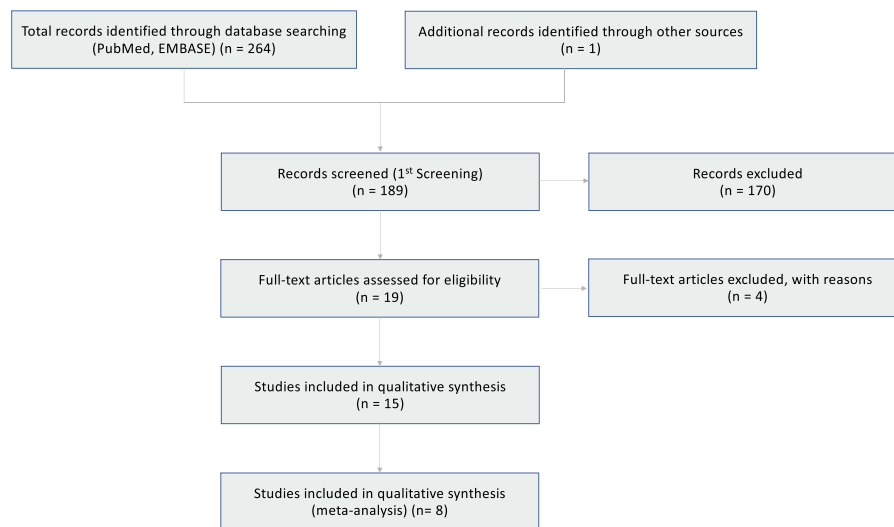 Total records identified through database searching
(PubMed, EMBASE) (n = 264)
Additional records identified through other sources
(n = 1)
Records screened (1st Screening)
(n = 189)
Records excluded
(n = 170)
Full-text articles assessed for eligibility
(n = 19)
Full-text articles excluded, with reasons
(n = 4)
Studies included in qualitative synthesis
(n = 15)
Studies included in qualitative synthesis
(meta-analysis) (n= 8)